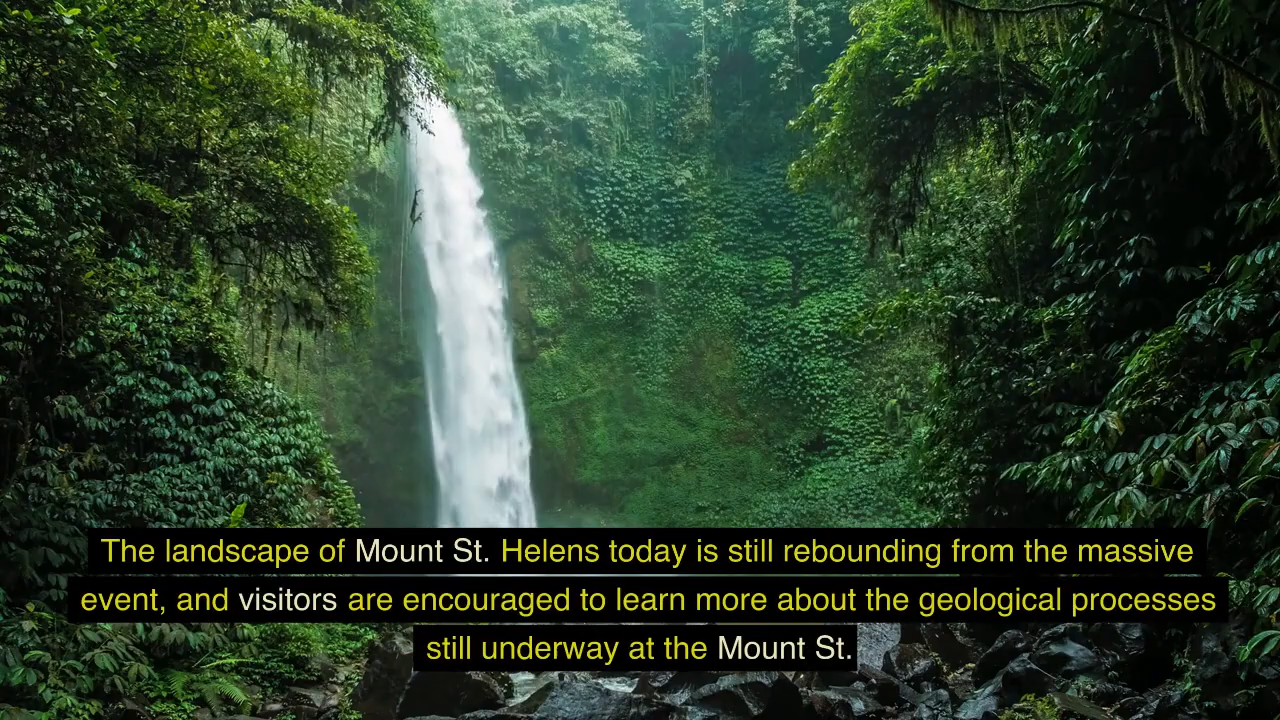 The landscape of Mount St. Helens today is still rebounding from the massive
event, and visitors are encouraged to learn more about the geological processes
still underway at the Mount St.